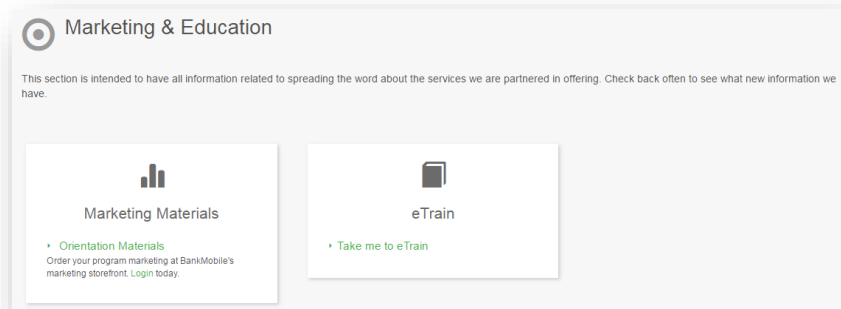 Marketing & Education
This section is intended to have all information related to spreading the word about the services we are partnered in offering. Check back often to see what new information we
have.
Marketing Materials
Orientation Materials
Order your program marketing at BankMobile's
marketing storefront. Login today.
eTrain
Take me to eTrain